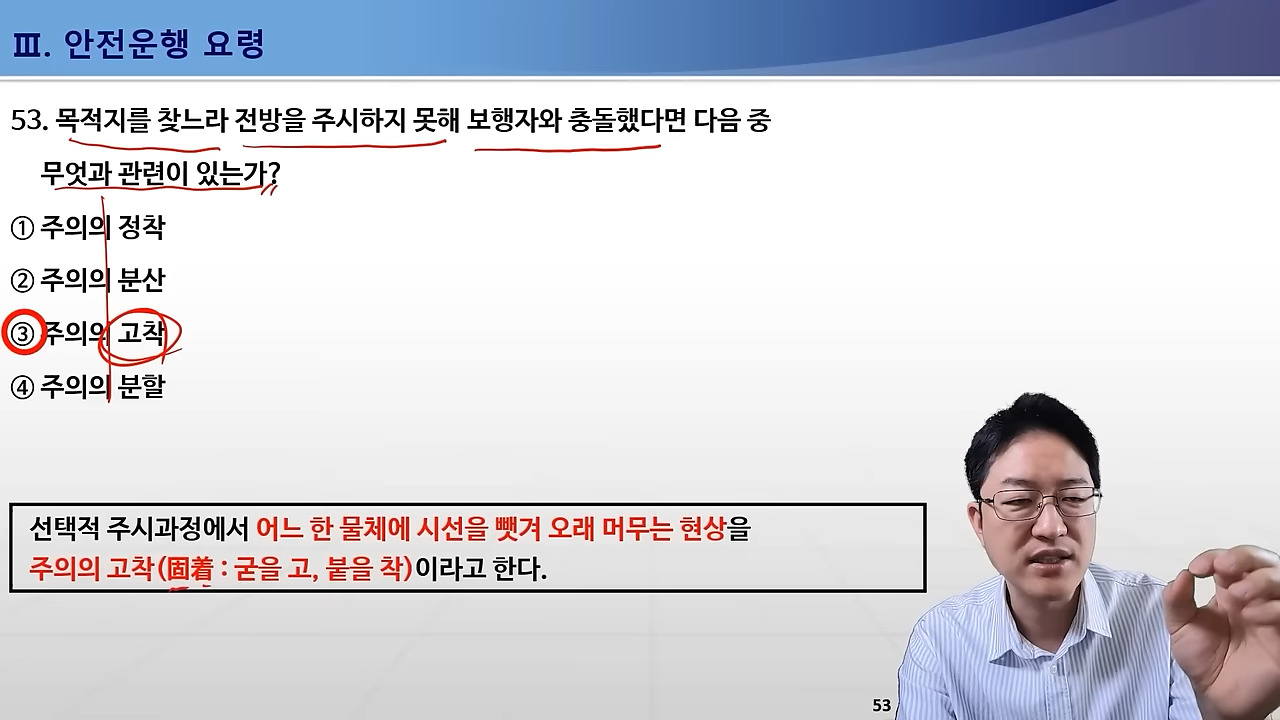 Ⅲ. 안전운행 요령
53. 목적지를 찾느라 전방을 주시하지 못해 보행자와 충돌했다면 다음 중
무엇과 관련이 있는가?
① 주의의 정착
② 주의의 분산
③ 주의의 고착
④ 주의의 분할
선택적 주시과정에서 어느 한 물체에 시선을 뺏겨 오래 머무는 현상을
주의의 고착(固着 : 굳을 고, 붙을 착)이라고 한다.
53